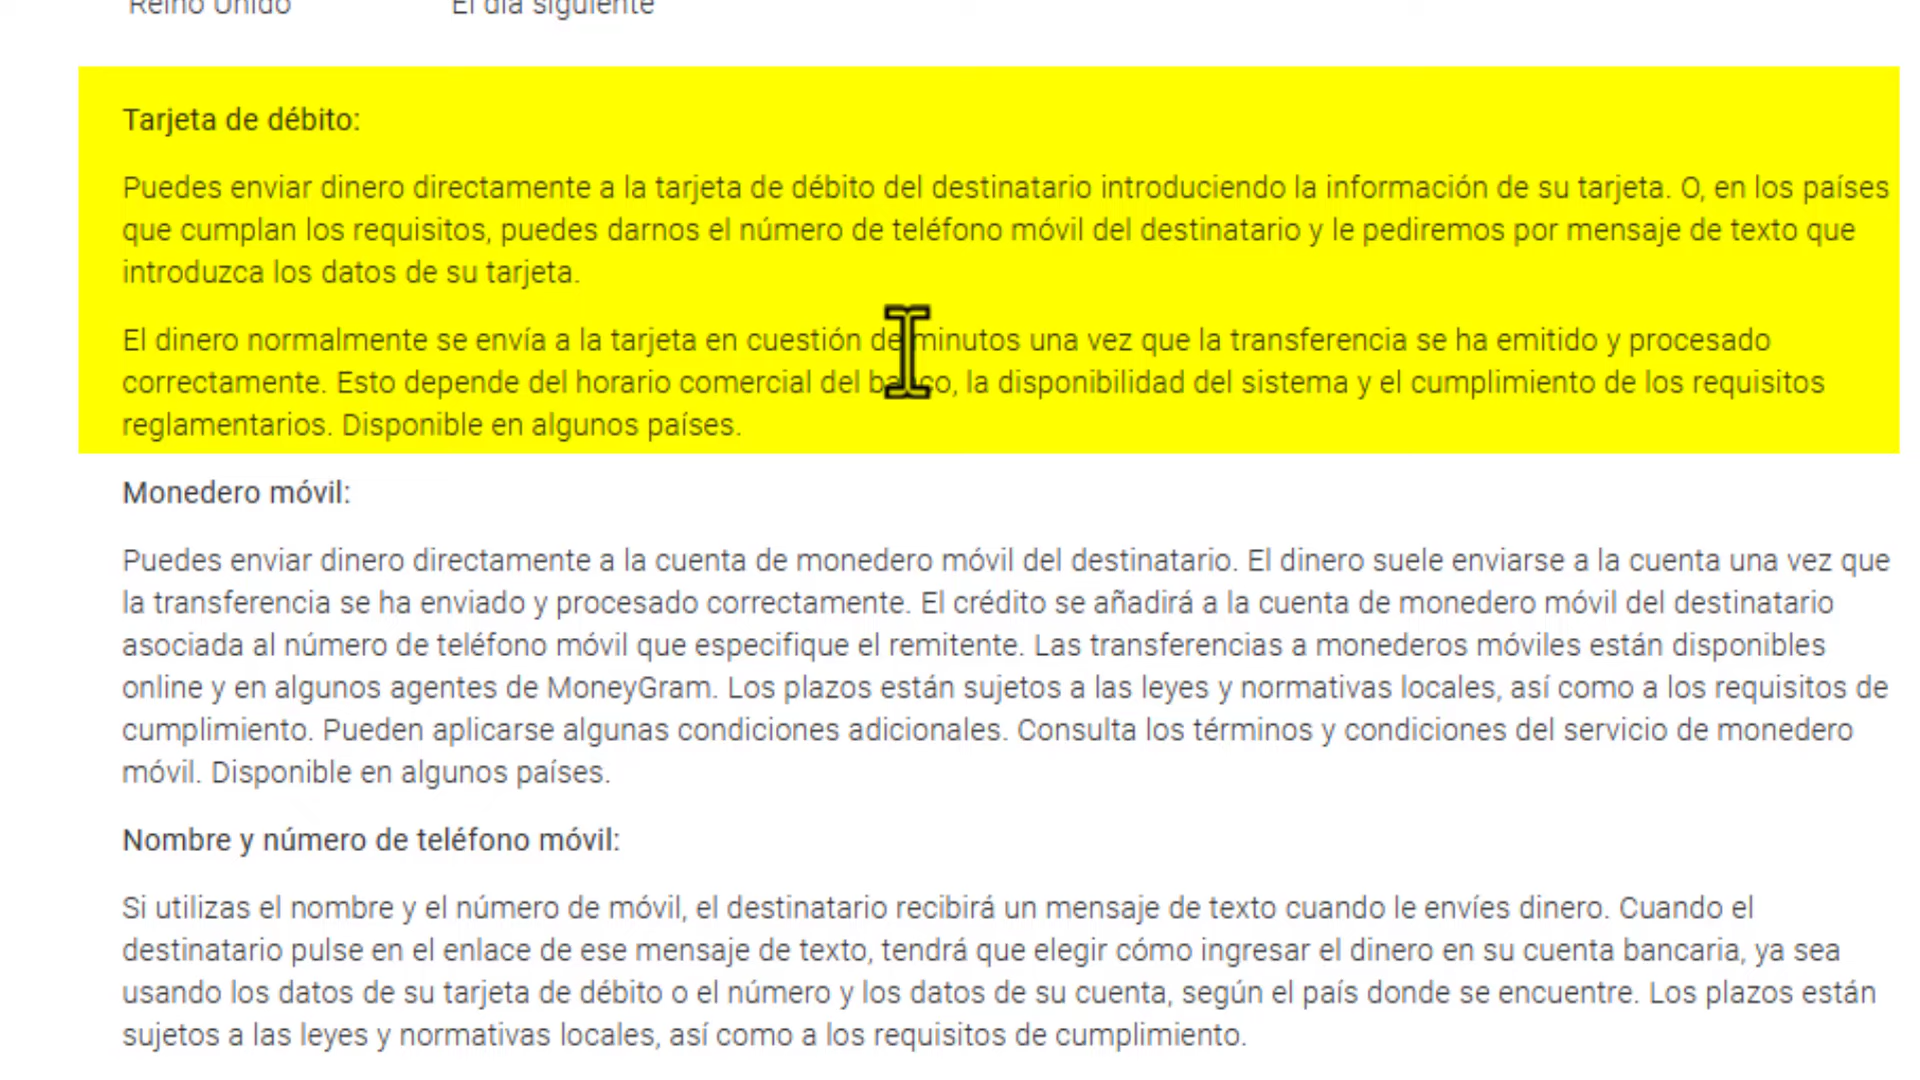 Reino Unido El día siguiente
Tarjeta de débito:
Puedes enviar dinero directamente a la tarjeta de débito del destinatario introduciendo la información de su tarjeta. O, en los países
que cumplan los requisitos, puedes darnos el número de teléfono móvil del destinatario y le pediremos por mensaje de texto que
introduzca los datos de su tarjeta.
El dinero normalmente se envía a la tarjeta en cuestión de minutos una vez que la transferencia se ha emitido y procesado
correctamente. Esto depende del horario comercial del banco, la disponibilidad del sistema y el cumplimiento de los requisitos
reglamentarios. Disponible en algunos países.
Monedero móvil:
Puedes enviar dinero directamente a la cuenta de monedero móvil del destinatario. El dinero suele enviarse a la cuenta una vez que
la transferencia se ha enviado y procesado correctamente. El crédito se añadirá a la cuenta de monedero móvil del destinatario
asociada al número de teléfono móvil que especifique el remitente. Las transferencias a monederos móviles están disponibles
online y en algunos agentes de MoneyGram. Los plazos están sujetos a las leyes y normativas locales, así como a los requisitos de
cumplimiento. Pueden aplicarse algunas condiciones adicionales. Consulta los términos y condiciones del servicio de monedero
móvil. Disponible en algunos países.
Nombre y número de teléfono móvil:
Si utilizas el nombre y el número de móvil, el destinatario recibirá un mensaje de texto cuando le envíes dinero. Cuando el
destinatario pulse en el enlace de ese mensaje de texto, tendrá que elegir cómo ingresar el dinero en su cuenta bancaria, ya sea
usando los datos de su tarjeta de débito o el número y los datos de su cuenta, según el país donde se encuentre. Los plazos están
sujetos a las leyes y normativas locales, así como a los requisitos de cumplimiento.